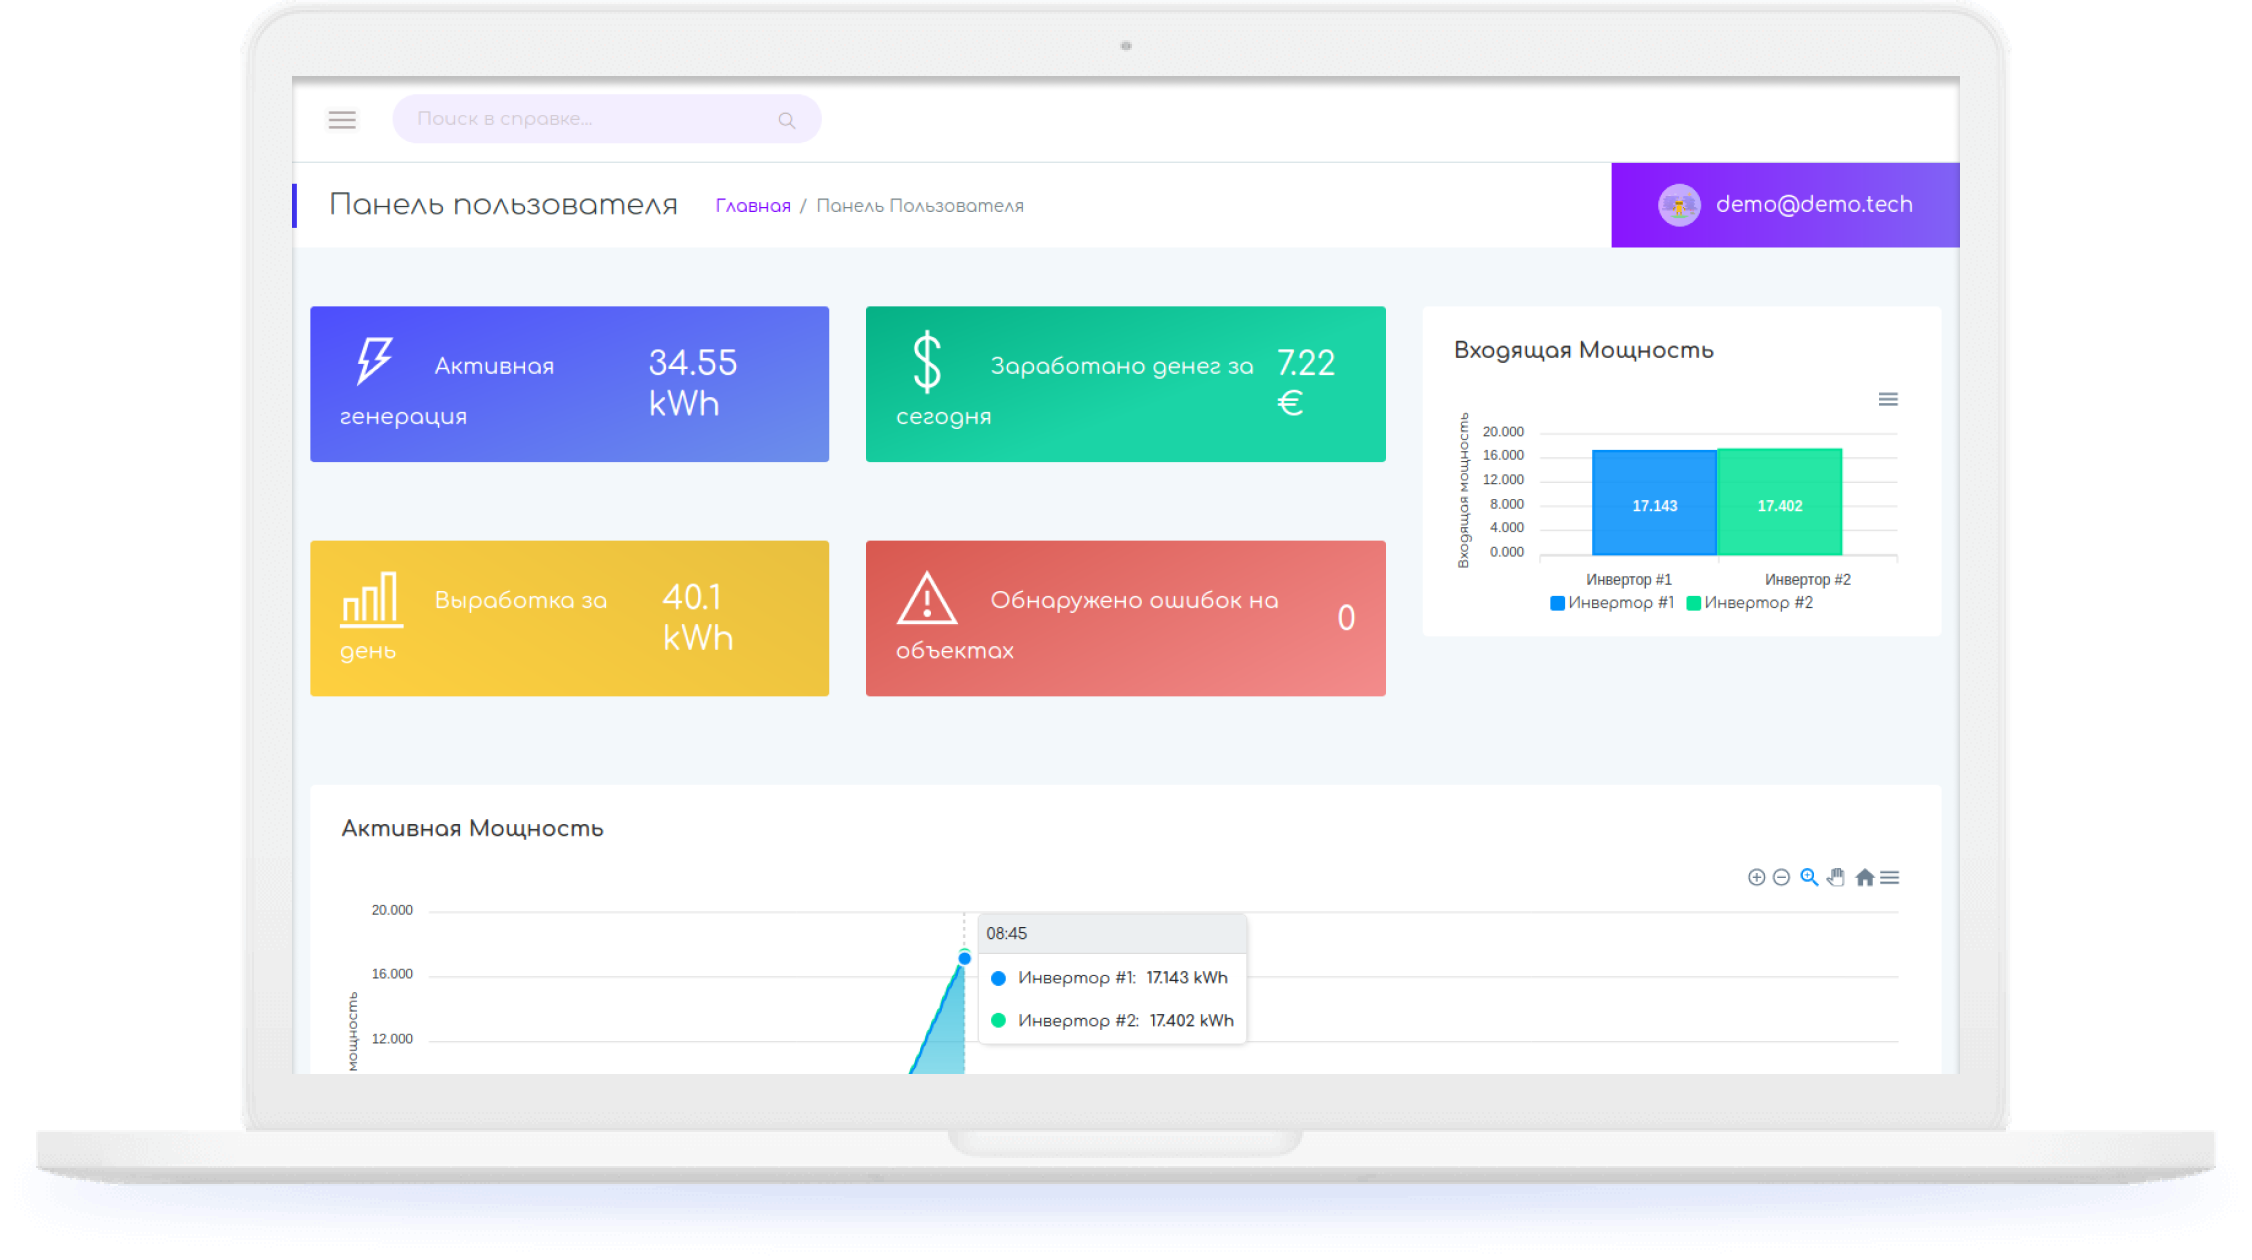 Поиск в справке...
Панель пользователя
Главная / Панель Пользователя
demo@demo.tech
Активная генерация
34.55 kWh
Заработано денег за сегодня
7.22 €
Входящая Мощность
Входящая мощность
20.000
16.000
12.000
8.000
4.000
0.000
17.143
17.402
Инвертор #1
Инвертор #2
Инвертор #1 Инвертор #2
Выработка за день
40.1 kWh
Обнаружено ошибок на объектах
0
Активная Мощность
мощность
20.000
16.000
12.000
08:45
Инвертор #1: 17.143 kWh
Инвертор #2: 17.402 kWh